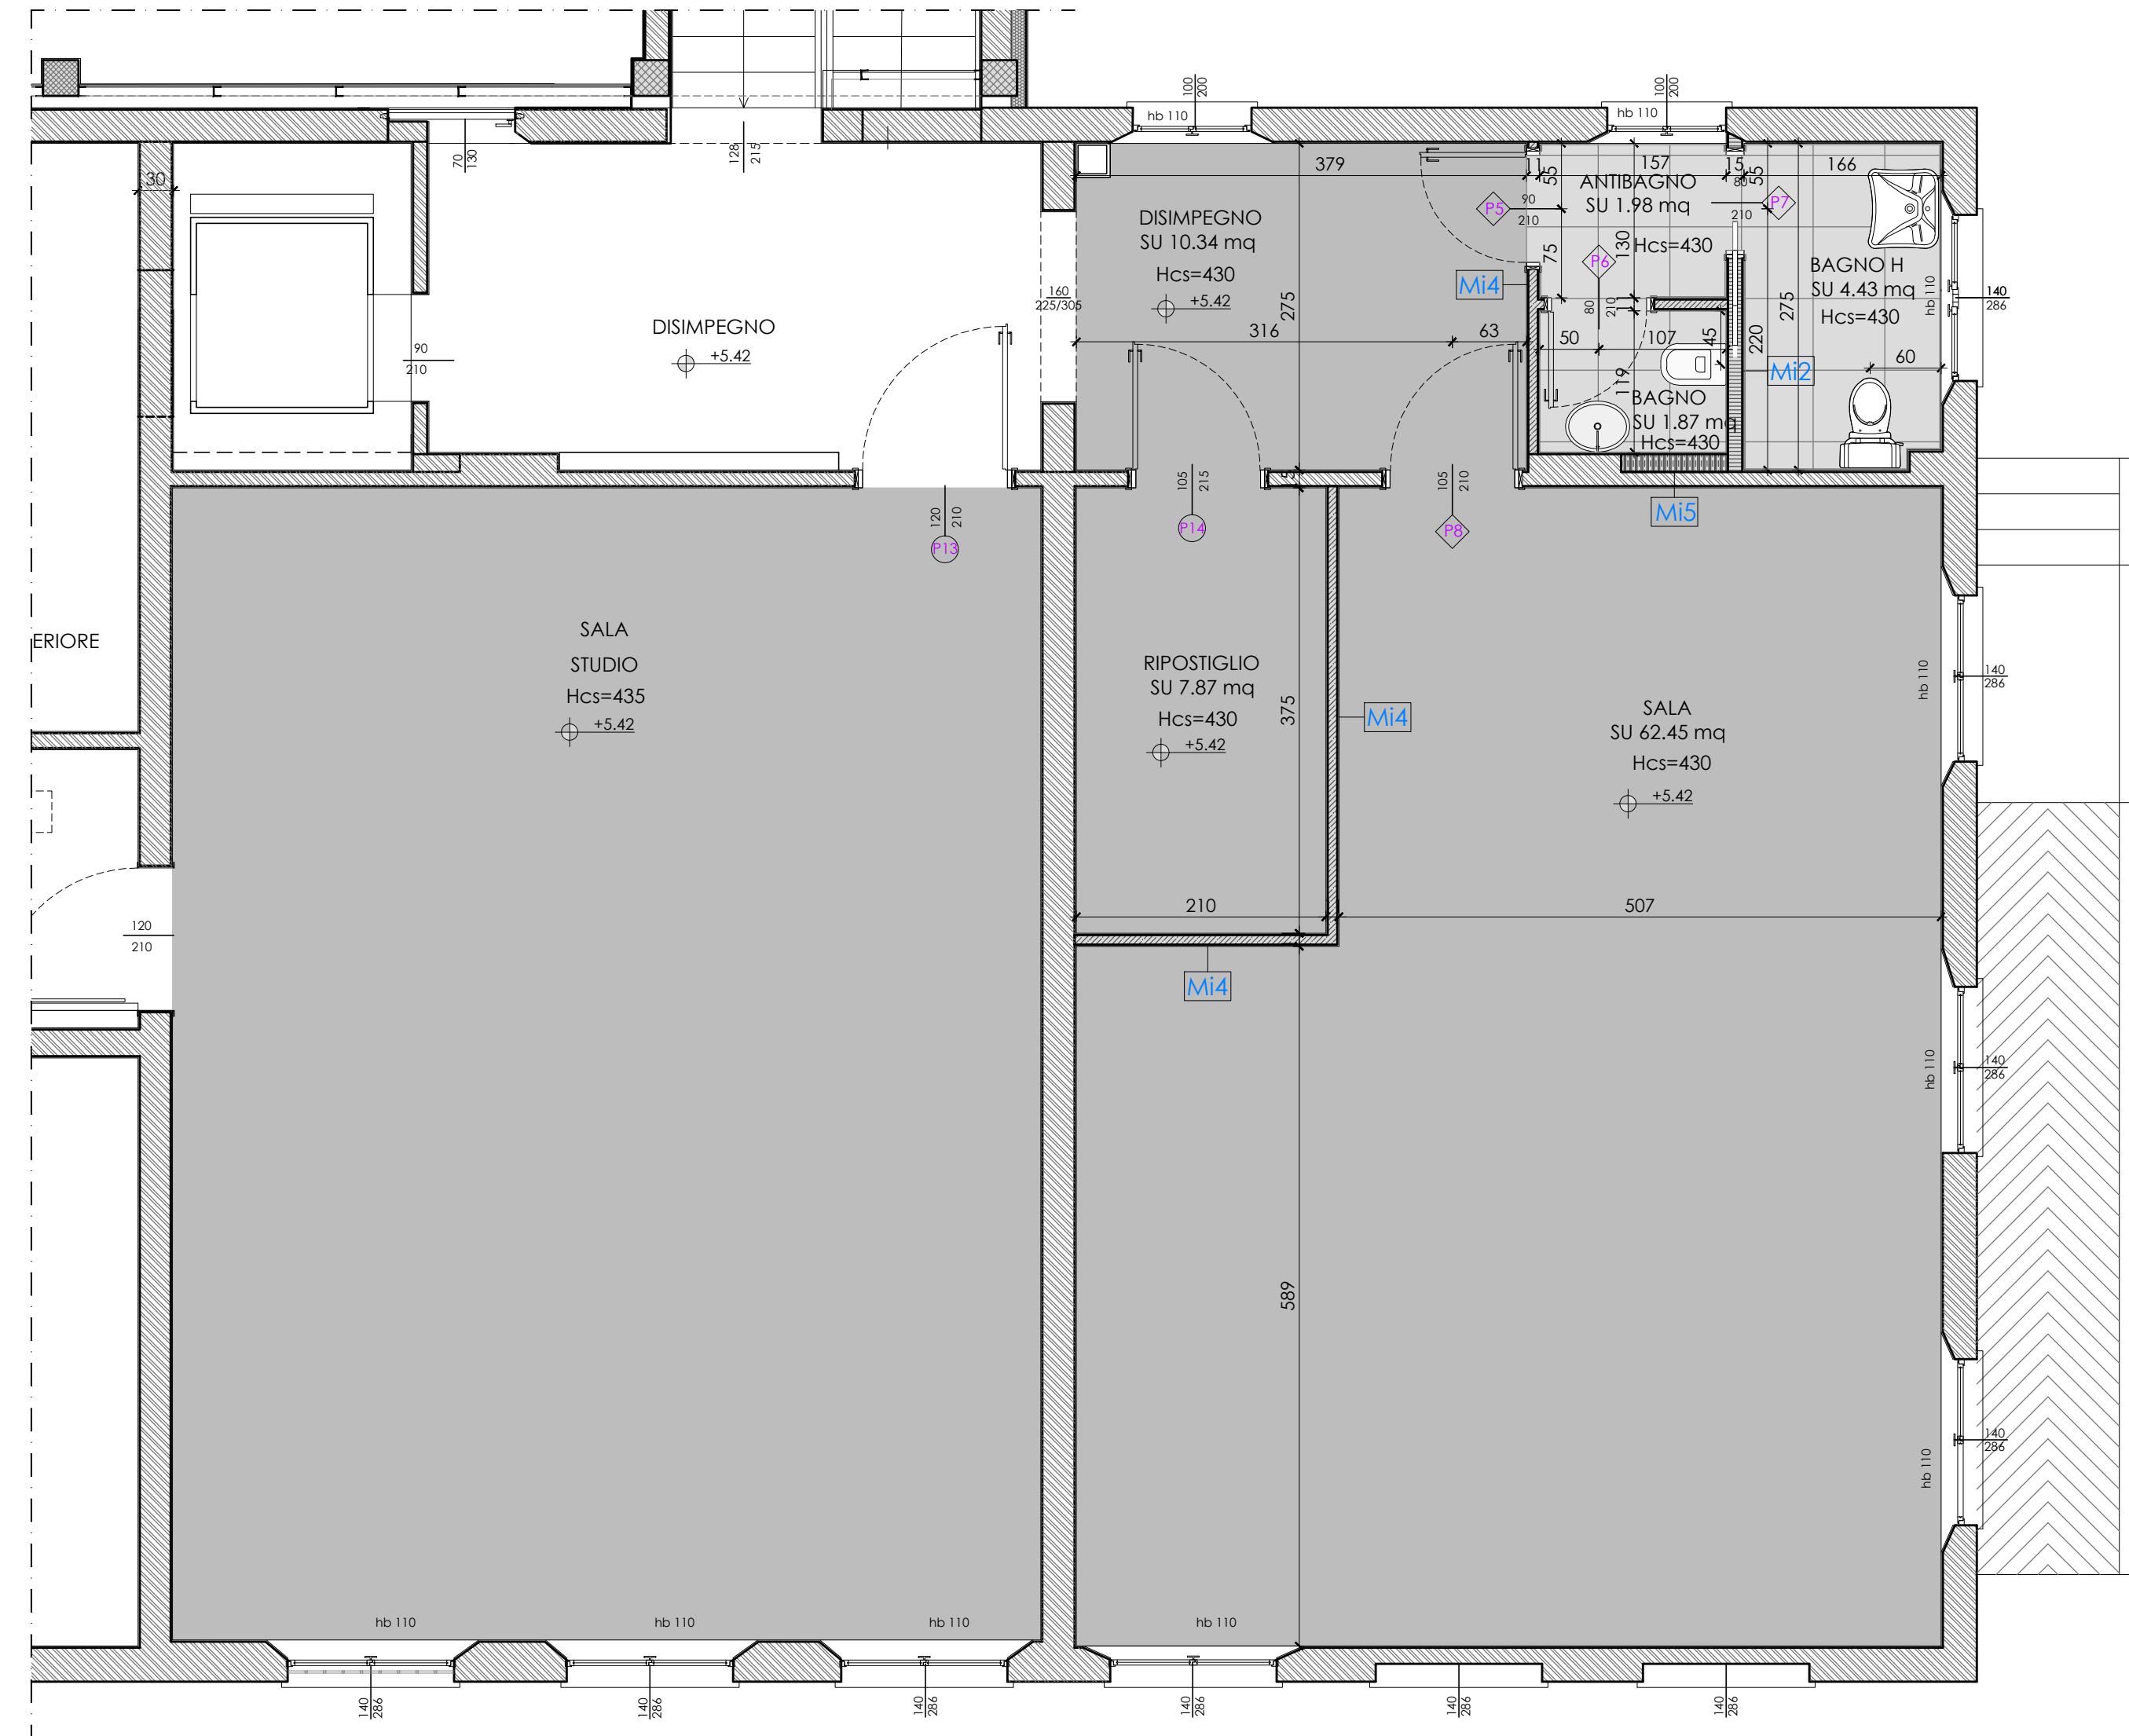 100
200
hb 110
100
200
hb 110
70
130
128
215
30
379
11
55
157
15
80
55
166
ANTIBAGNO
SU 1.98 mq
Hcs=430
P5
90
210
P7
210
75
130
P6
DISIMPEGNO
SU 10.34 mq
Hcs=430
+5.42
275
Mi4
BAGNO H
SU 4.43 mq
Hcs=430
275
hb 110
140
286
160
225/305
DISIMPEGNO
+5.42
90
210
316
63
80
210
11
50
107
45
220
60
Mi2
119
BAGNO
SU 1.87 mq
Hcs=430
120
210
P13
105
215
P14
105
210
P8
Mi5
ERIORE
SALA
STUDIO
Hcs=435
+5.42
RIPOSTIGLIO
SU 7.87 mq
Hcs=430
+5.42
375
Mi4
SALA
SU 62.45 mq
Hcs=430
+5.42
hb 110
140
286
120
210
210
507
Mi4
hb 110
140
286
589
hb 110
140
286
hb 110
hb 110
hb 110
hb 110
140
286
140
286
140
286
140
286
140
286
140
286